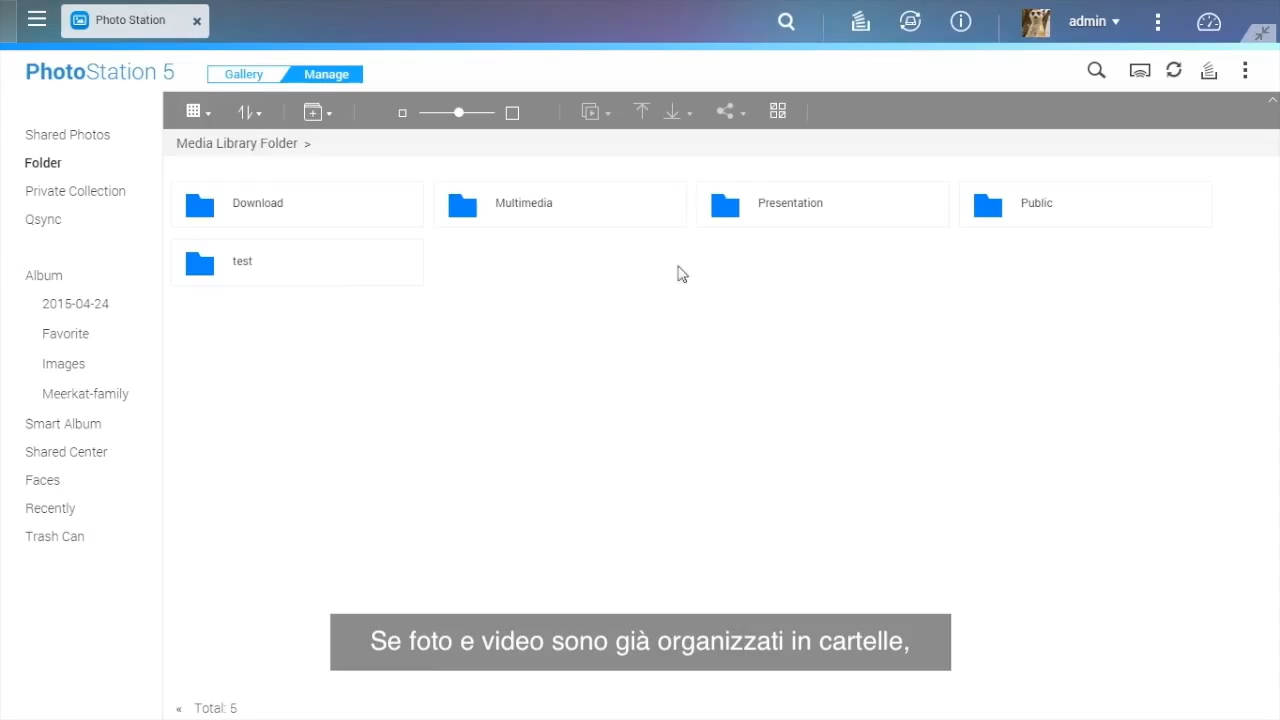 Photo Station
admin
PhotoStation 5
Gallery
Manage
Shared Photos
Folder
Private Collection
Qsync
Album
2015-04-24
Favorite
Images
Meerkat-family
Smart Album
Shared Center
Faces
Recently
Trash Can
Media Library Folder >
Download
Multimedia
Presentation
Public
test
Se foto e video sono già organizzati in cartelle,
« Total: 5